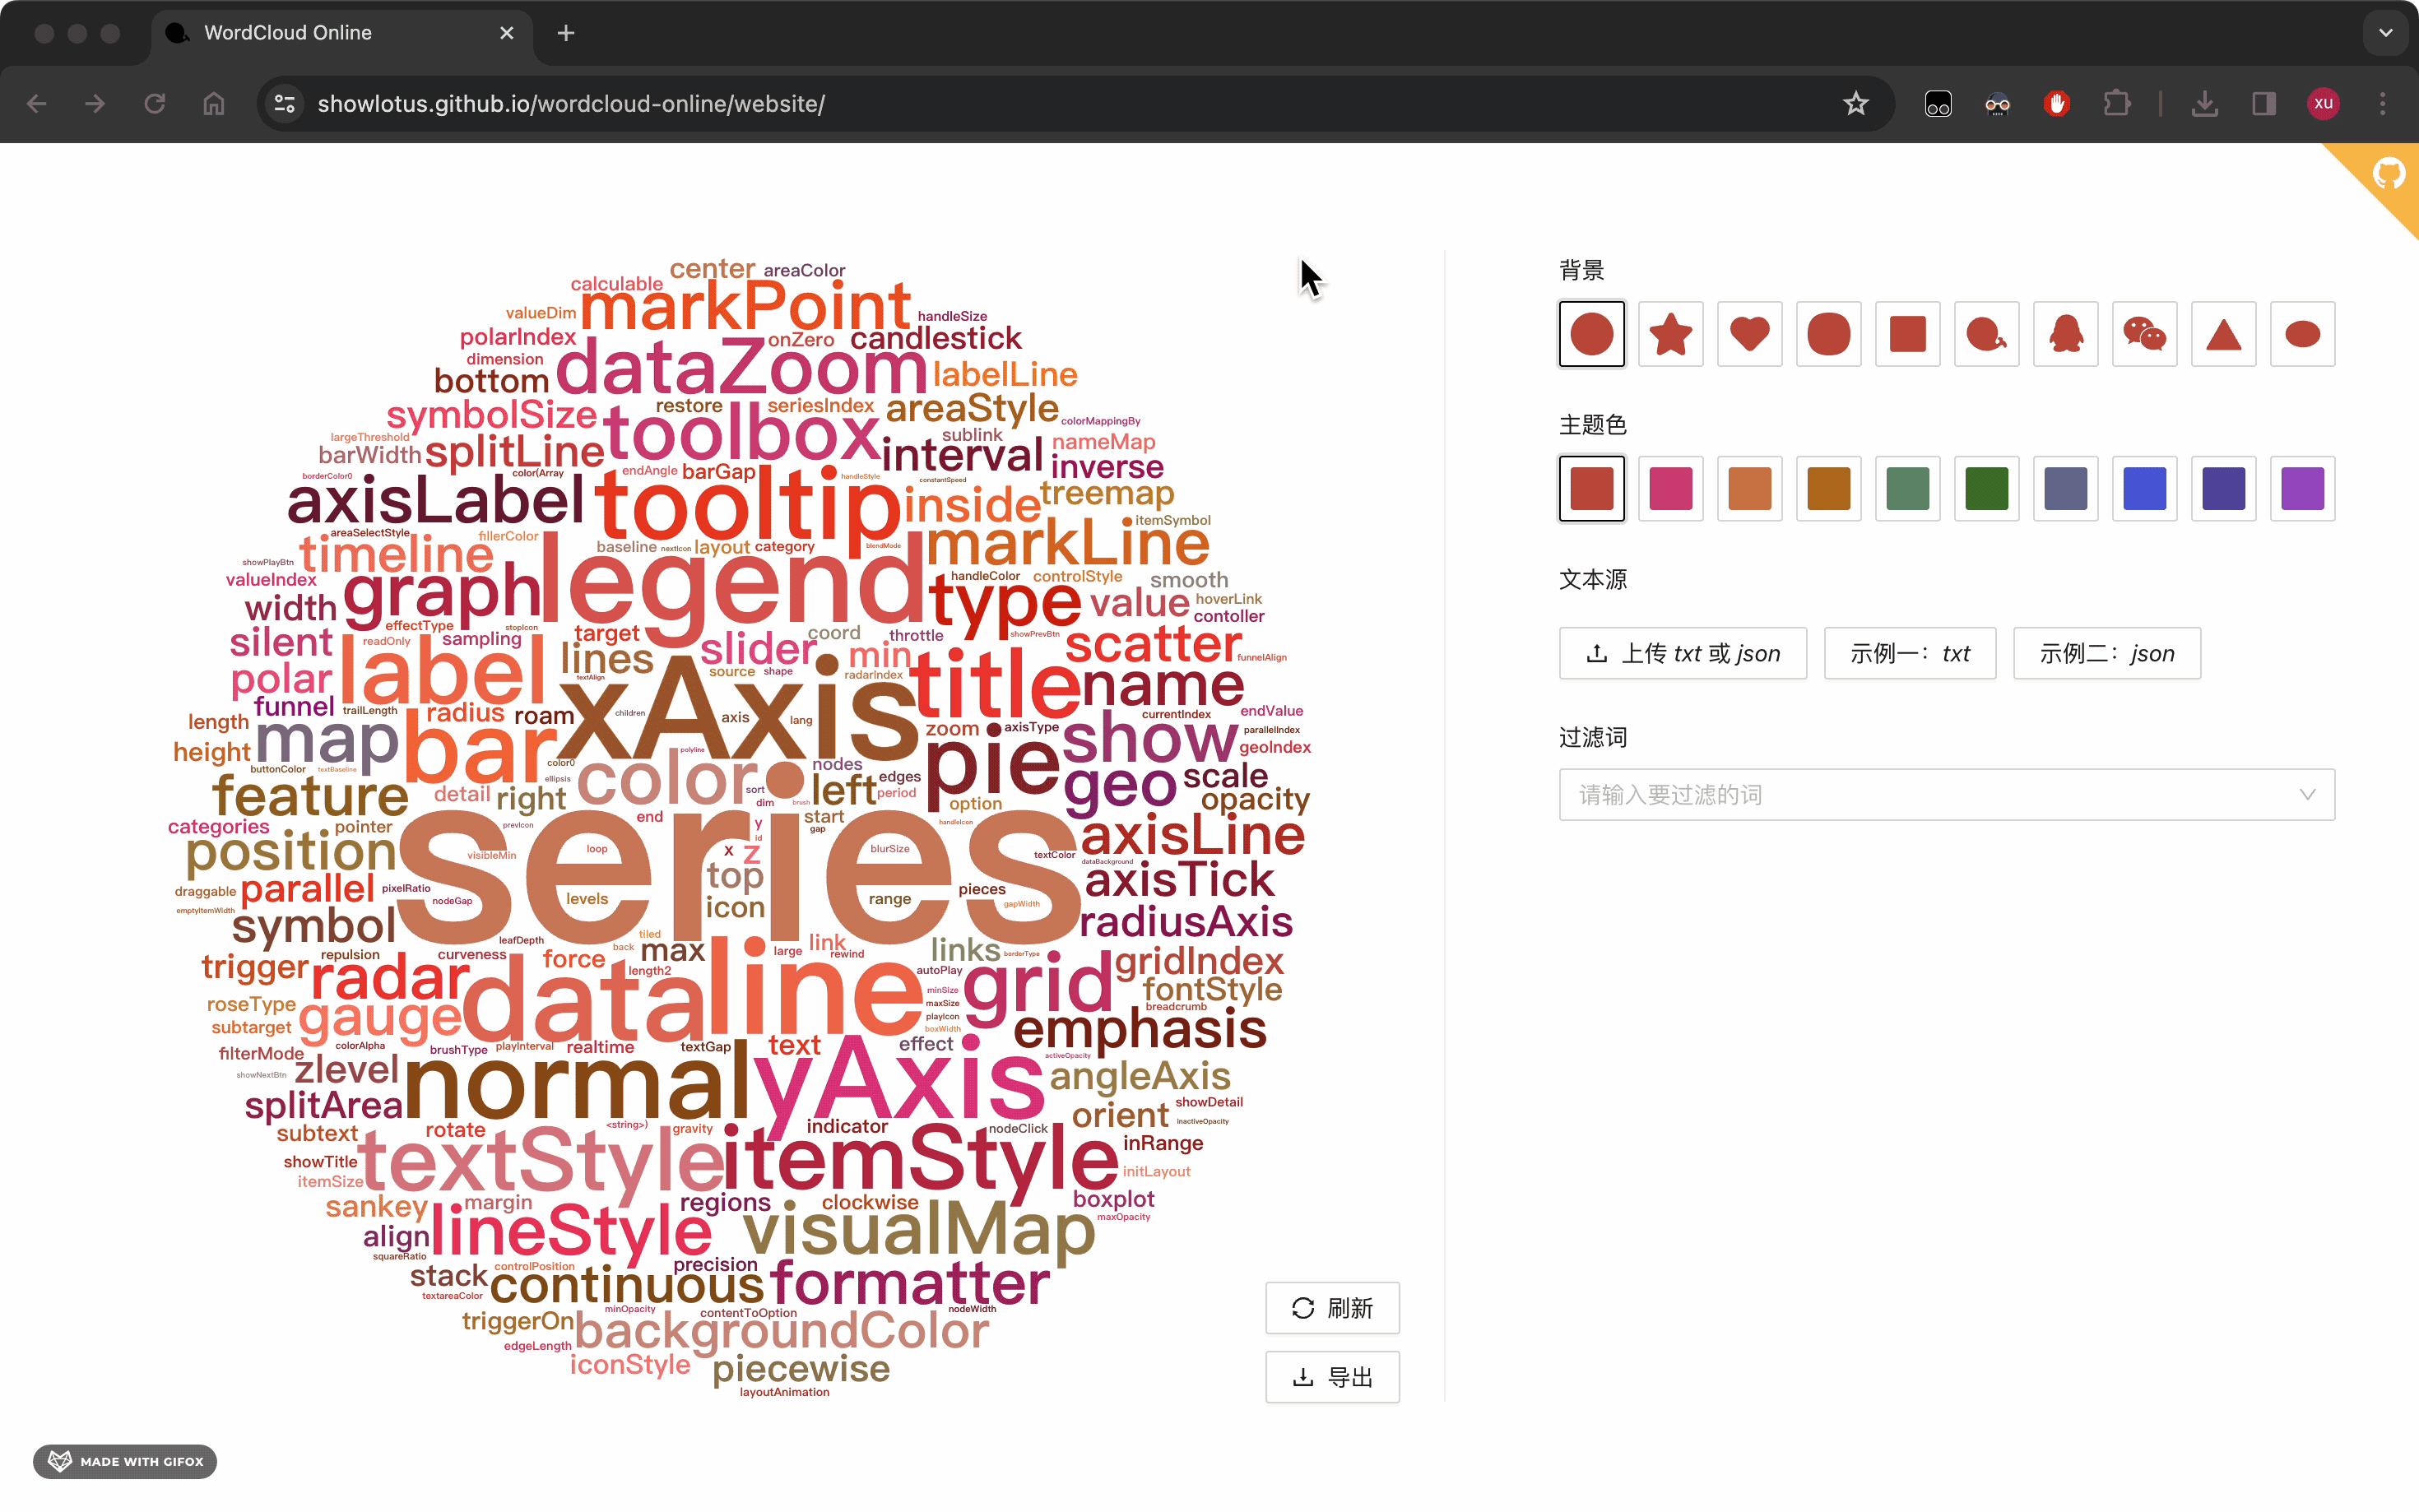 WordCloud Online
showlotus.github.io/wordcloud-online/website/
xu
center areaColor
calculable
markPoint
valueDim
handleSize
polarIndex
onZero candlestick
dimension
dataZoom
bottom
labelLine
symbolSize
restore seriesIndex areaStyle
toolbox
colorMappingBy
largeThreshold
sublink
nameMap
barWidth splitLine
interval
inverse
borderColor0
color(Array
endAngle barGap
handleStyle
constantSpeed
axisLabel
tooltip
inside
treemap
areaSelectStyle
fillerColor
itemSymbol
timeline
baseline nextIcon layout category
blendMode
markLine
showPlayBtn
legend
valueIndex
graph
handleColor controlStyle smooth
width
type
value hoverLink
contoller
effectType
stopIcon
silent
readOnly sampling
target
slider
coord
throttle
showPrevBtn
scatter
label
lines
min
funnelAlign
polar
textAlign
source shape
radarIndex
title
name
xAxis
funnel trailLength
radius roam
children
axis
lang
currentIndex
endValue
length
map
bar
zoom axisType
show
parallelIndex
height
polyline
pie
geoIndex
buttonColor textBaseline
color0
color
nodes
edges
geo
scale
ellipsis
left
feature
detail right
sort
dim
brush
period
option
opacity
categories
pointer
prevIcon
end
y
start
gap
handleIcon
axisLine
position
visibleMin
loop
id
x z
blurSize
textColor
dataBackground
series
top
axisTick
draggable parallel pixelRatio
levels
icon
range
pieces
emptyItemWidth
nodeGap
gapWidth
symbol
radiusAxis
leafDepth
tiled
back max
large
link
rewind
links
borderType
trigger repulsion
curveness
force
length2
autoPlay
gridIndex
radar
data
line
grid
fontStyle
roseType
minSize
maxSize
breadcrumb
subtarget gauge
playIcon
boxWidth
emphasis
filterMode
colorAlpha
brushType playInterval realtime
textGap
text
effect
activeOpacity
showNextBtn zlevel
normal
yAxis
angleAxis
splitArea
orient
showDetail
subtext
rotate
<string>)
gravity
indicator
nodeClick
inactiveOpacity
inRange
showTitle
textStyle
itemStyle
itemSize
initLayout
sankey
margin
regions
clockwise
boxplot
maxOpacity
align
lineStyle
visualMap
squareRatio
stack
controlPosition
precision
textareaColor
continuous
formatter
minOpacity
contentToOption
nodeWidth
triggerOn
backgroundColor
edgeLength
iconStyle
piecewise
layoutAnimation
刷新
导出
背景
主题色
文本源
上传 txt 或 json
示例一：txt
示例二：json
过滤词
请输入要过滤的词
MADE WITH GIFOX